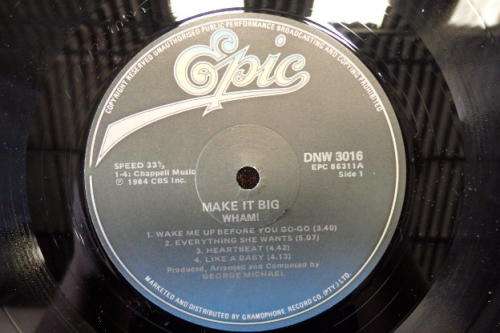 COPYRIGHT RESERVED UNAUTHORISED PUBLIC PERFORMANCE BROADCASTING AND COPYING PROHIBITED
Epic
SPEED 33⅓
1-4: Chappell Music
℗ 1984 CBS Inc.
DNW 3016
EPC 86311A
Side 1
MAKE IT BIG
WHAM!
1. WAKE ME UP BEFORE YOU GO-GO (3.40)
2. EVERYTHING SHE WANTS (5.07)
3. HEARTBEAT (4.42)
4. LIKE A BABY (4.13)
Produced, Arranged and Composed by
GEORGE MICHAEL
MARKETED AND DISTRIBUTED BY GRAMOPHONE RECORD CO. (PTY.) LTD.